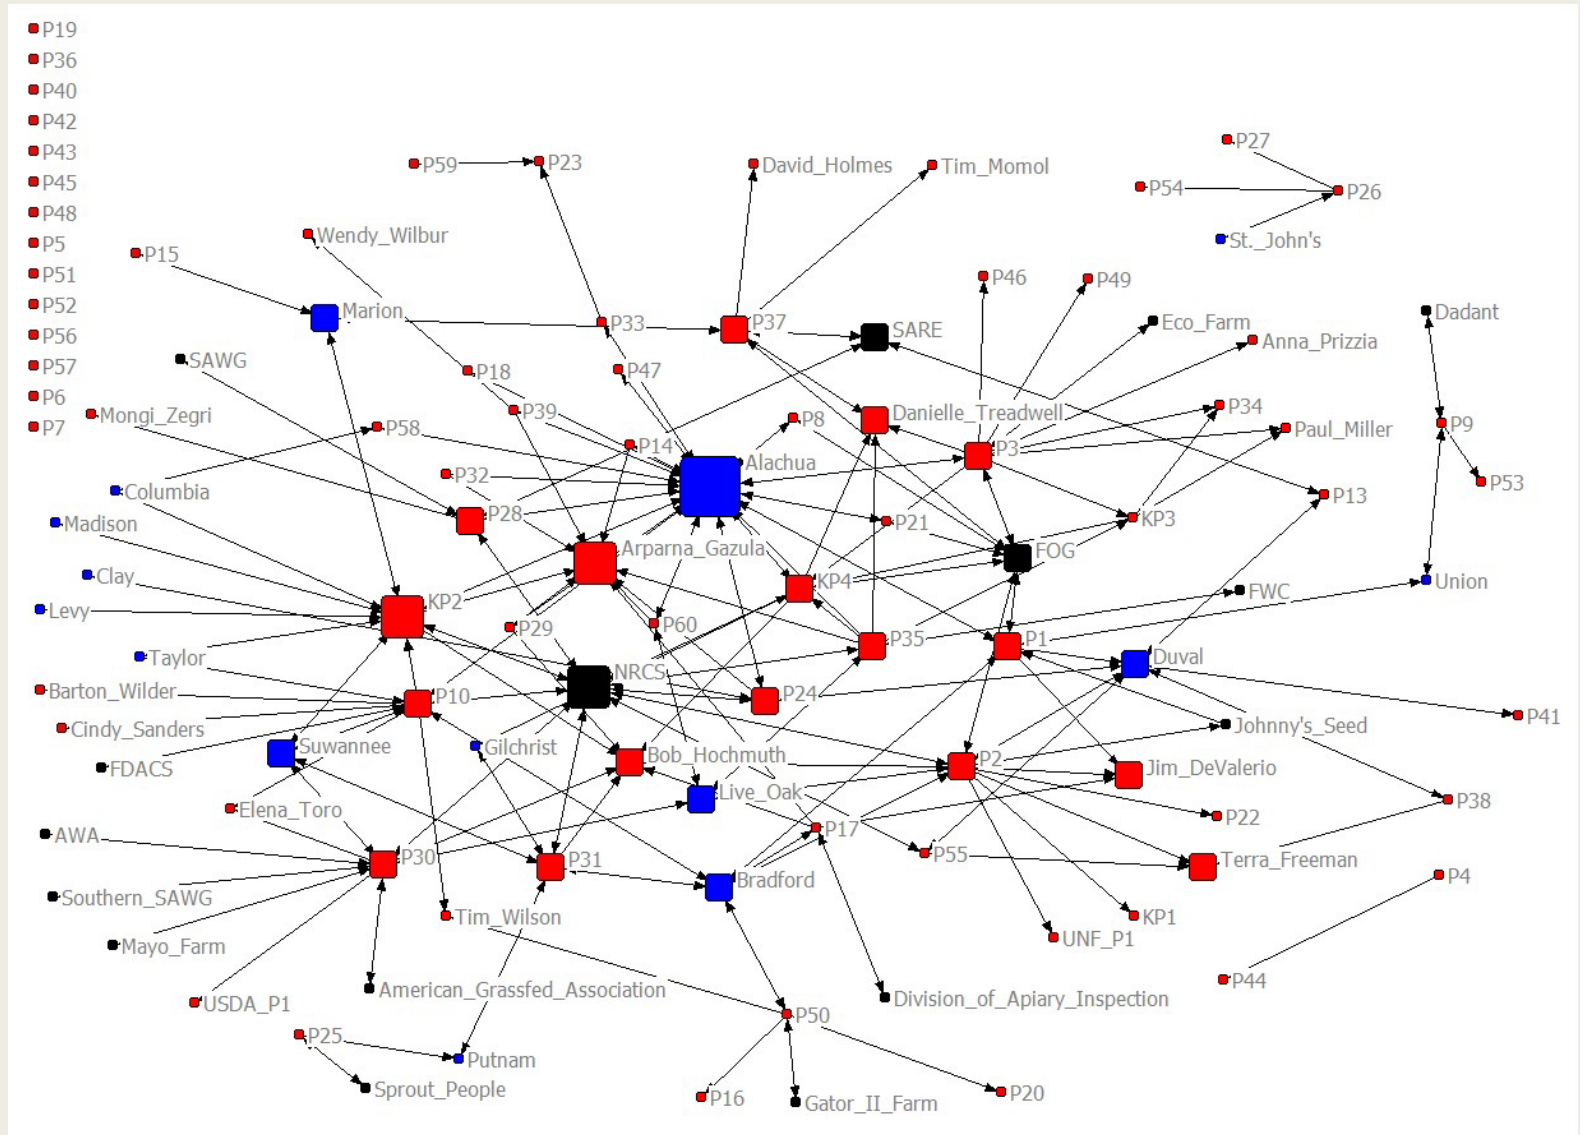 P19
P36
P40
P42
P43
P45
P48
P5
P51
P52
P56
P57
P6
P7
P27
P59
P23
David_Holmes
Tim_Momol
P54
P26
Wendy_Wilbur
St._John's
P15
P46
P49
Marion
P33
P37
SARE
Eco_Farm
Dadant
Anna_Prizzia
SAWG
P18
P47
Mongi_Zegri
P58
P39
P14
P8
Danielle_Treadwell
P34
Paul_Miller
P9
P3
Alachua
P32
P53
Columbia
P13
P28
P21
KP3
Madison
Arparna_Gazula
FOG
Clay
KP4
Union
KP2
FWC
Levy
P29
P60
P35
P1
Taylor
Duval
NRCS
Barton_Wilder
P10
P24
P41
Cindy_Sanders
Johnny's_Seed
Suwannee
Gilchrist
Bob_Hochmuth
P2
Jim_DeValerio
FDACS
Live_Oak
P38
Elena_Toro
P22
AWA
P17
P30
P31
P55
Terra_Freeman
Bradford
P4
Southern_SAWG
Tim_Wilson
KP1
Mayo_Farm
UNF_P1
P44
American_Grassfed_Association
Division_of_Apiary_Inspection
USDA_P1
P50
P25
Putnam
Sprout_People
P16
Gator_II_Farm
P20